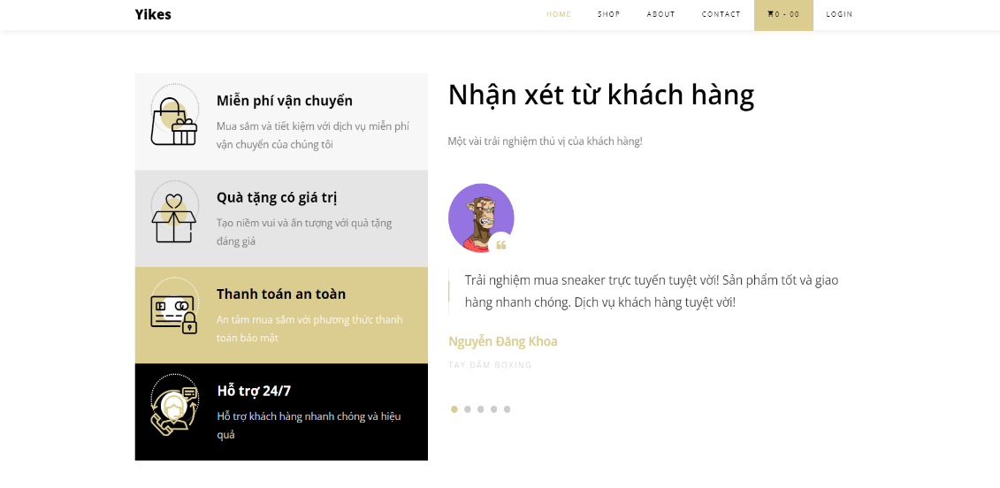 Yikes
HOME SHOP ABOUT CONTACT 0 - 00 LOGIN
Miễn phí vận chuyển
Mua sắm và tiết kiệm với dịch vụ miễn phí
vận chuyển của chúng tôi
Quà tặng có giá trị
Tạo niềm vui và ấn tượng với quà tặng
đáng giá
Thanh toán an toàn
An tâm mua sắm với phương thức thanh
toán bảo mật
Hỗ trợ 24/7
Hỗ trợ khách hàng nhanh chóng và hiệu
quả
Nhận xét từ khách hàng
Một vài trải nghiệm thú vị của khách hàng!
Trải nghiệm mua sneaker trực tuyến tuyệt vời! Sản phẩm tốt và giao
hàng nhanh chóng. Dịch vụ khách hàng tuyệt vời!
Nguyễn Đăng Khoa
TAY ĐẤM BOXING